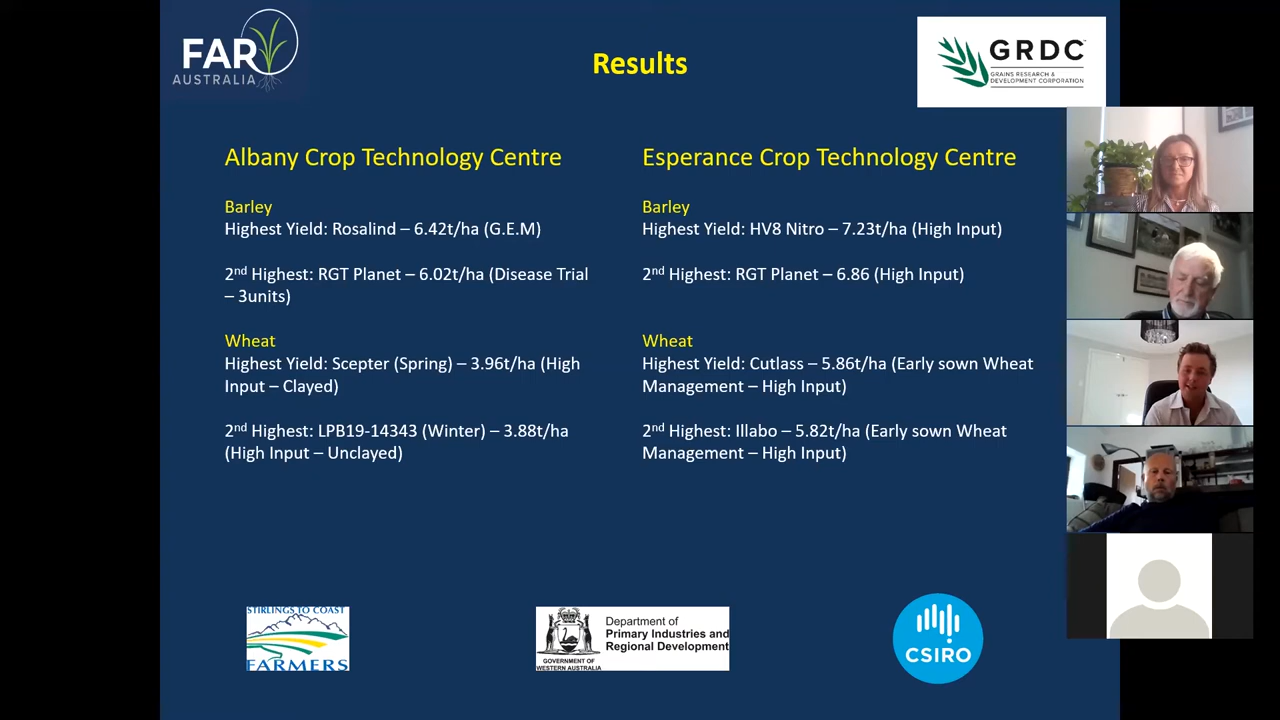 FAR
AUSTRALIA
Results
GRDC™
GRAINS RESEARCH &
DEVELOPMENT CORPORATION
Albany Crop Technology Centre
Barley
Highest Yield: Rosalind – 6.42t/ha (G.E.M)
2nd Highest: RGT Planet – 6.02t/ha (Disease Trial
– 3units)
Wheat
Highest Yield: Scepter (Spring) – 3.96t/ha (High
Input – Clayed)
2nd Highest: LPB19-14343 (Winter) – 3.88t/ha
(High Input – Unclayed)
Esperance Crop Technology Centre
Barley
Highest Yield: HV8 Nitro – 7.23t/ha (High Input)
2nd Highest: RGT Planet – 6.86 (High Input)
Wheat
Highest Yield: Cutlass – 5.86t/ha (Early sown Wheat
Management – High Input)
2nd Highest: Illabo – 5.82t/ha (Early sown Wheat
Management – High Input)
STIRLINGS TO COAST
FARMERS
Department of
Primary Industries and
Regional Development
GOVERNMENT OF
WESTERN AUSTRALIA
CSIRO